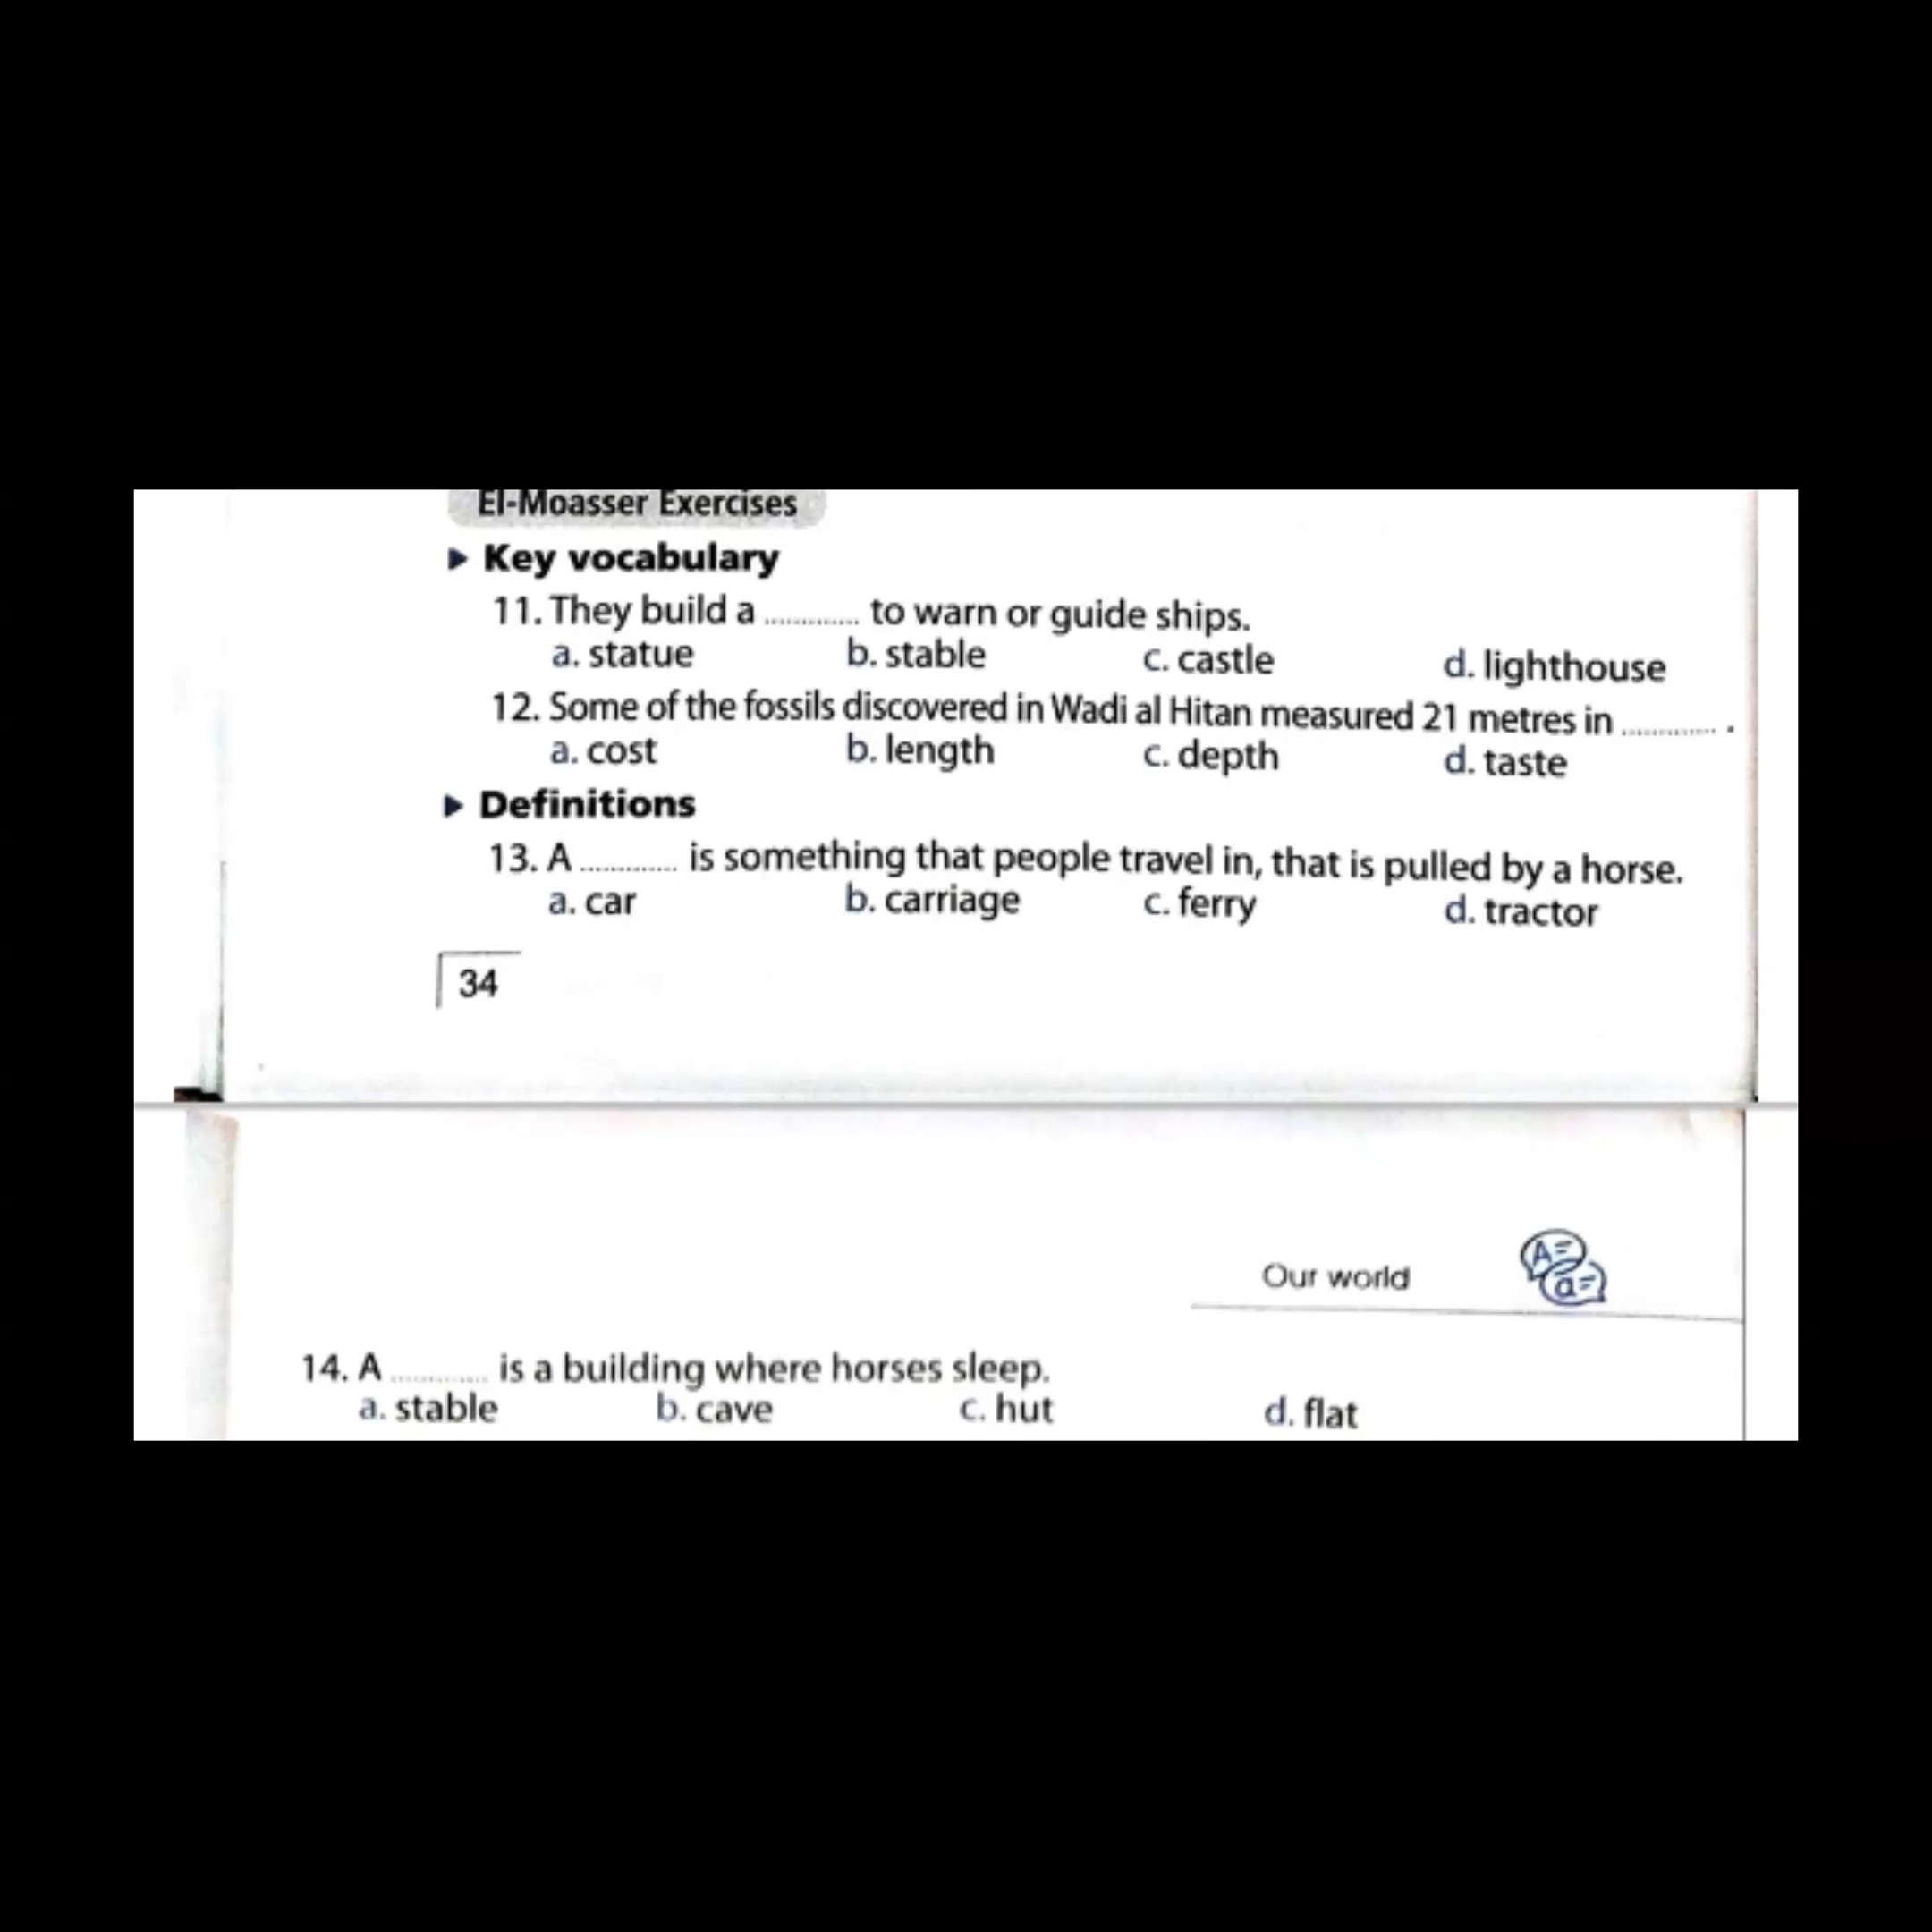 El-Moasser Exercises
▶ Key vocabulary
11. They build a ............. to warn or guide ships.
a. statue b. stable c. castle d. lighthouse
12. Some of the fossils discovered in Wadi al Hitan measured 21 metres in ............. .
a. cost b. length c. depth d. taste
▶ Definitions
13. A ............. is something that people travel in, that is pulled by a horse.
a. car b. carriage c. ferry d. tractor
34
Our world
A=
a=
14. A ............. is a building where horses sleep.
a. stable b. cave c. hut d. flat